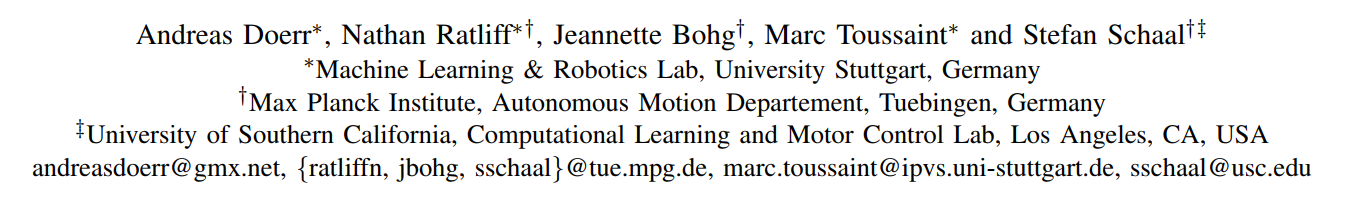 Andreas Doerr*, Nathan Ratliff*†, Jeannette Bohg†, Marc Toussaint* and Stefan Schaal†‡
*Machine Learning & Robotics Lab, University Stuttgart, Germany
†Max Planck Institute, Autonomous Motion Departement, Tuebingen, Germany
‡University of Southern California, Computational Learning and Motor Control Lab, Los Angeles, CA, USA
andreasdoerr@gmx.net, {ratliffn, jbohg, sschaal}@tue.mpg.de, marc.toussaint@ipvs.uni-stuttgart.de, sschaal@usc.edu